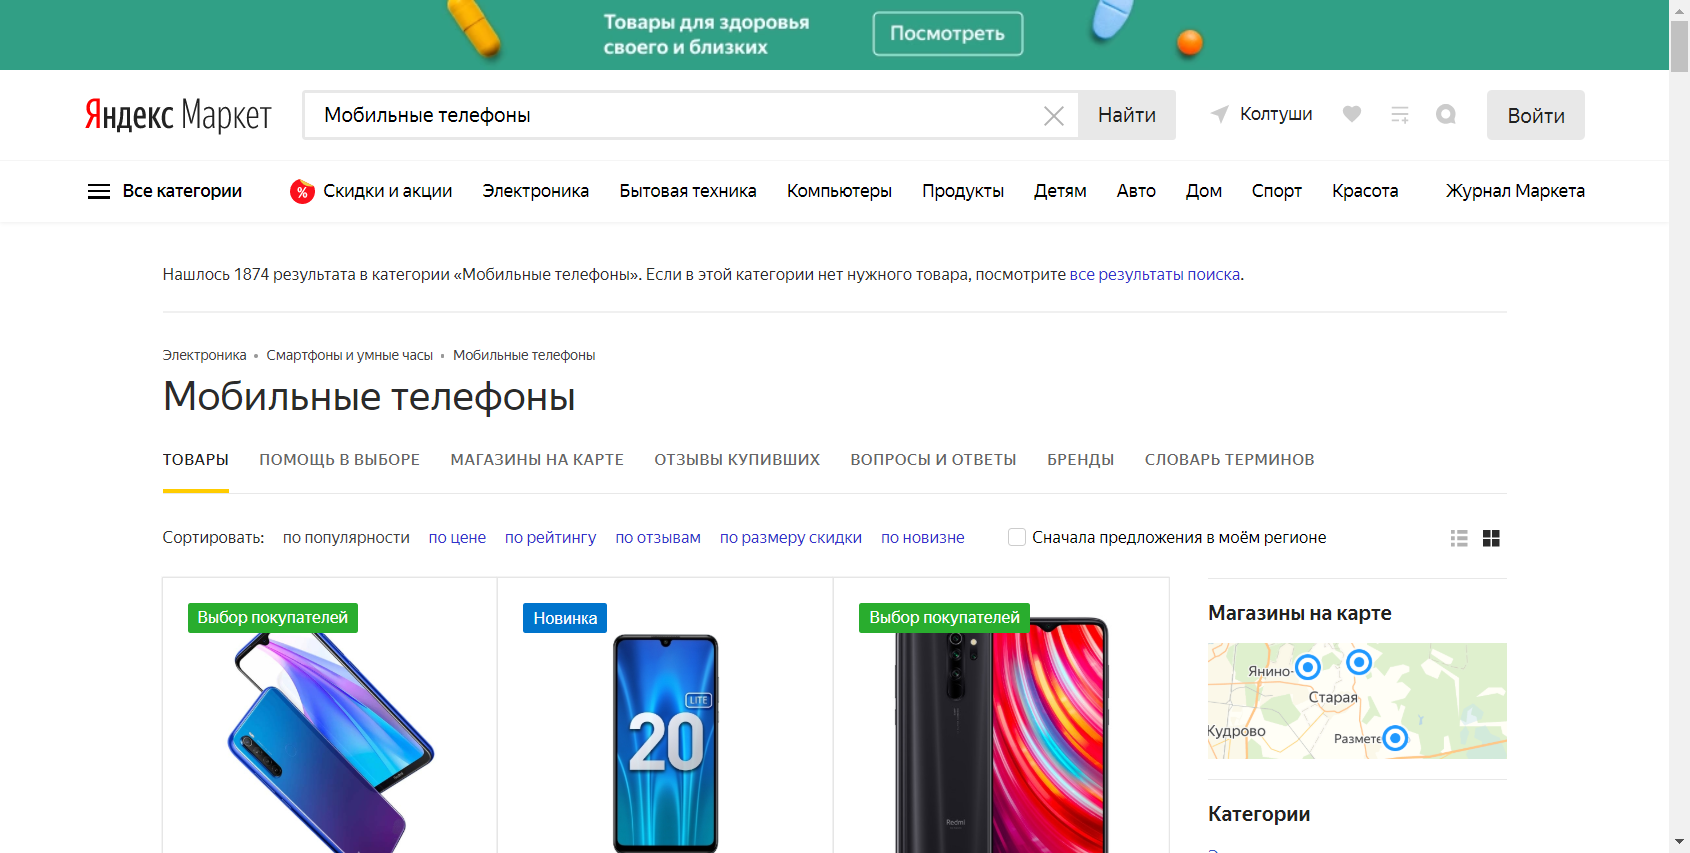 Товары для здоровья
своего и близких
Посмотреть
Яндекс Маркет
Мобильные телефоны
Найти
Колтуши
Войти
Все категории
% Скидки и акции
Электроника
Бытовая техника
Компьютеры
Продукты
Детям
Авто
Дом
Спорт
Красота
Журнал Маркета
Нашлось 1874 результата в категории «Мобильные телефоны». Если в этой категории нет нужного товара, посмотрите все результаты поиска.
Электроника • Смартфоны и умные часы • Мобильные телефоны
Мобильные телефоны
ТОВАРЫ
ПОМОЩЬ В ВЫБОРЕ
МАГАЗИНЫ НА КАРТЕ
ОТЗЫВЫ КУПИВШИХ
ВОПРОСЫ И ОТВЕТЫ
БРЕНДЫ
СЛОВАРЬ ТЕРМИНОВ
Сортировать: по популярности по цене по рейтингу по отзывам по размеру скидки по новизне
Сначала предложения в моём регионе
Выбор покупателей
Новинка
LITE
20
Выбор покупателей
Redmi
Магазины на карте
Янино-
Старая
Кудрово
Размете
Категории